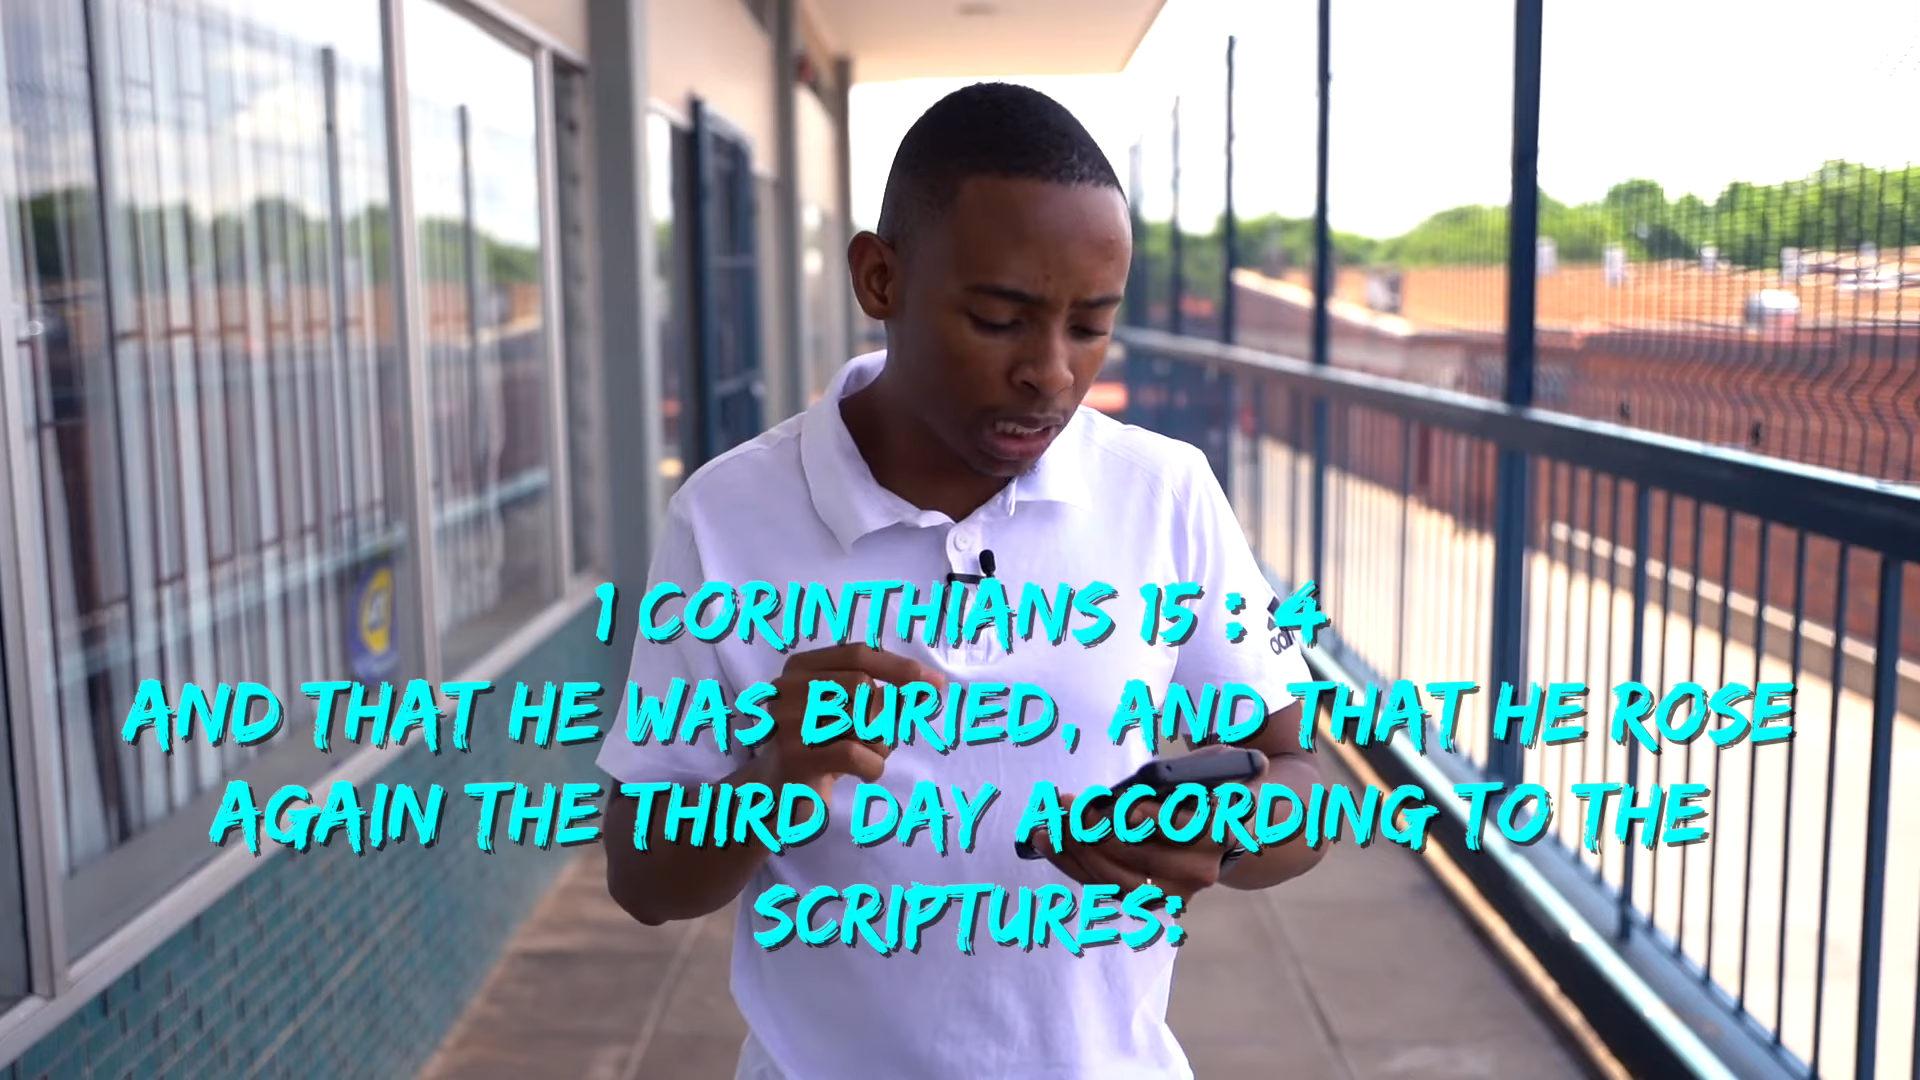 1 CORINTHIANS 15 : 4
AND THAT HE WAS BURIED, AND THAT HE ROSE
AGAIN THE THIRD DAY ACCORDING TO THE
SCRIPTURES: